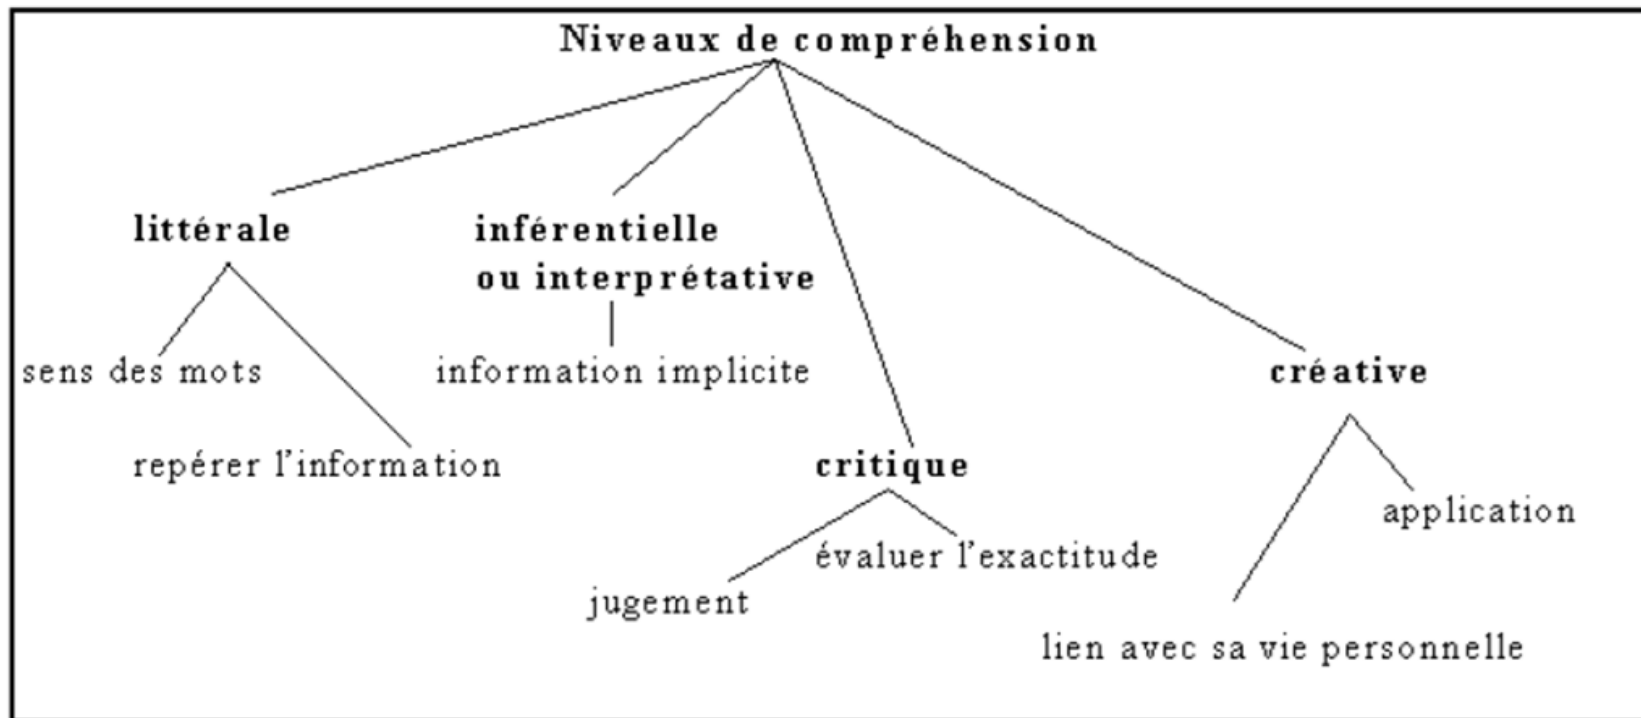 Niveaux de compréhension
littérale
inférentielle
ou interprétative
sens des mots
information implicite
créative
repérer l'information
critique
application
évaluer l'exactitude
jugement
lien avec sa vie personnelle